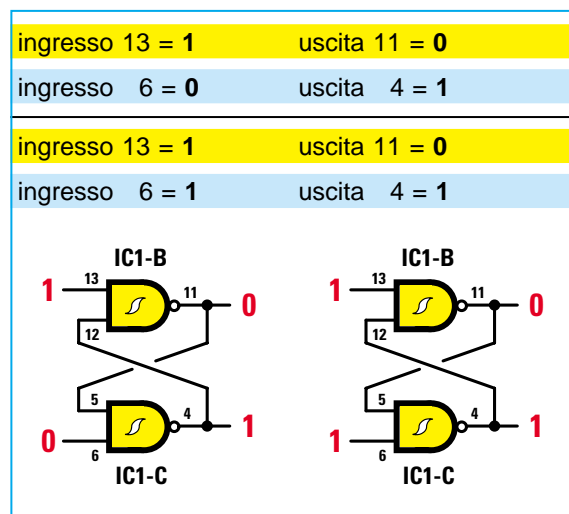 ingresso 13 = 1 uscita 11 = 0
ingresso 6 = 0 uscita 4 = 1
ingresso 13 = 1 uscita 11 = 0
ingresso 6 = 1 uscita 4 = 1
IC1-B IC1-B
1 13 11 0 1 13 11 0
12 12
5 4 1 5 4 1
0 6 1 6
IC1-C IC1-C